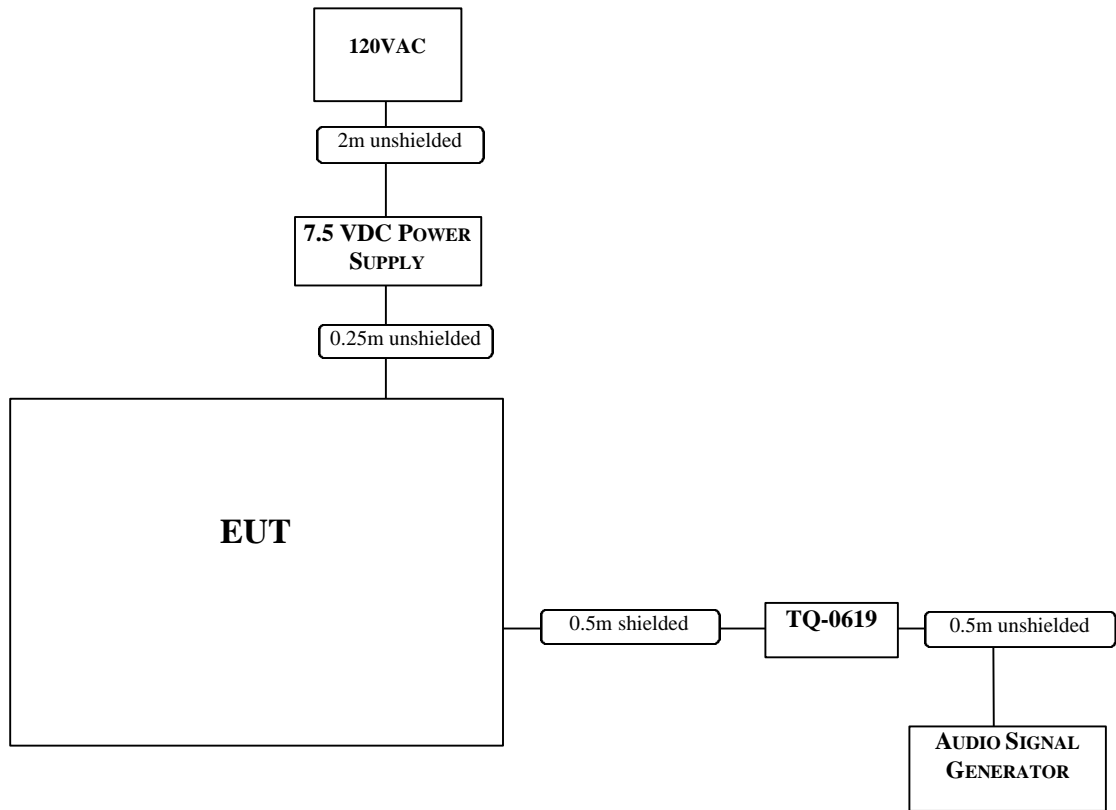 120VAC
2m unshielded
7.5 VDC POWER
SUPPLY
0.25m unshielded
EUT
0.5m shielded
TQ-0619
0.5m unshielded
AUDIO SIGNAL
GENERATOR